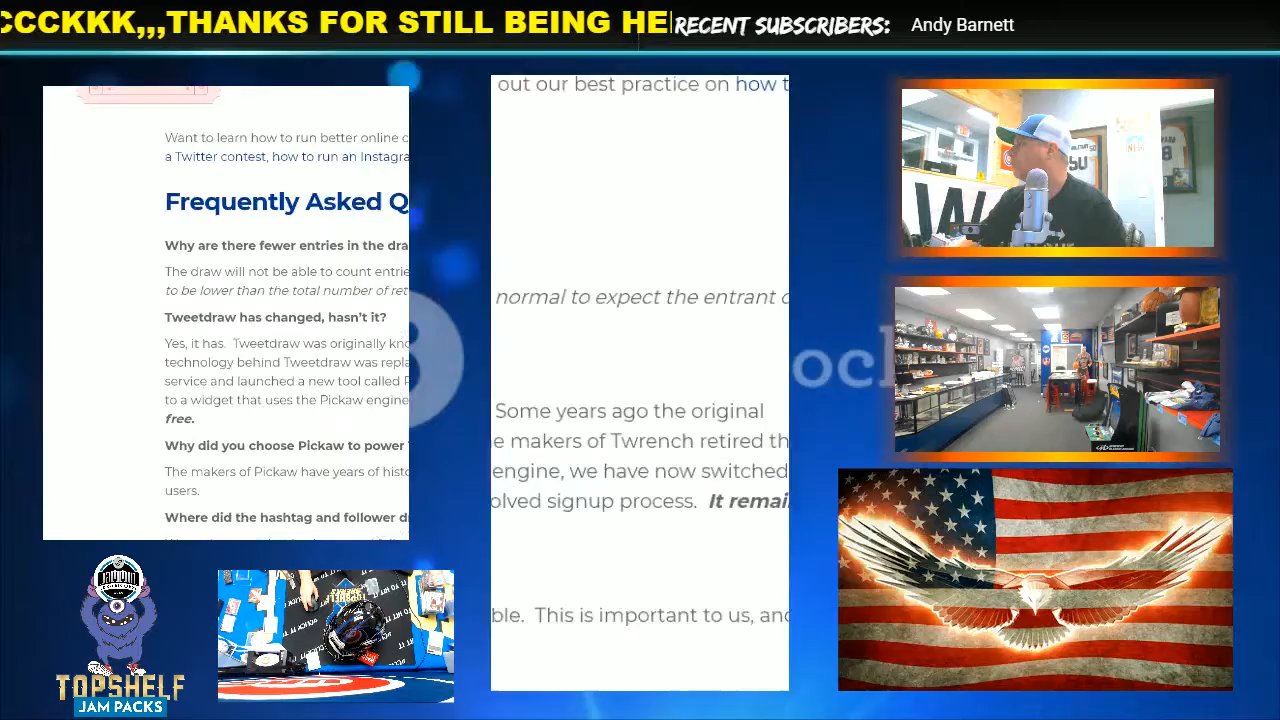 CCCKKK,,,THANKS FOR STILL BEING HE
RECENT SUBSCRIBERS:
Andy Barnett
Want to learn how to run better online c
a Twitter contest, how to run an Instagra
Frequently Asked Q
Why are there fewer entries in the dra
The draw will not be able to count entrie
to be lower than the total number of ret
Tweetdraw has changed, hasn't it?
Yes, it has. Tweetdraw was originally kno
technology behind Tweetdraw was repla
service and launched a new tool called P
to a widget that uses the Pickaw engine
free.
Why did you choose Pickaw to power
The makers of Pickaw have years of histo
users.
Where did the hashtag and follower d
out our best practice on how t
normal to expect the entrant c
Some years ago the original
e makers of Twrench retired th
engine, we have now switched
olved signup process. It remai
ble. This is important to us, and
ock
50
8
JAMMIN
TOPSHELF
JAM PACKS